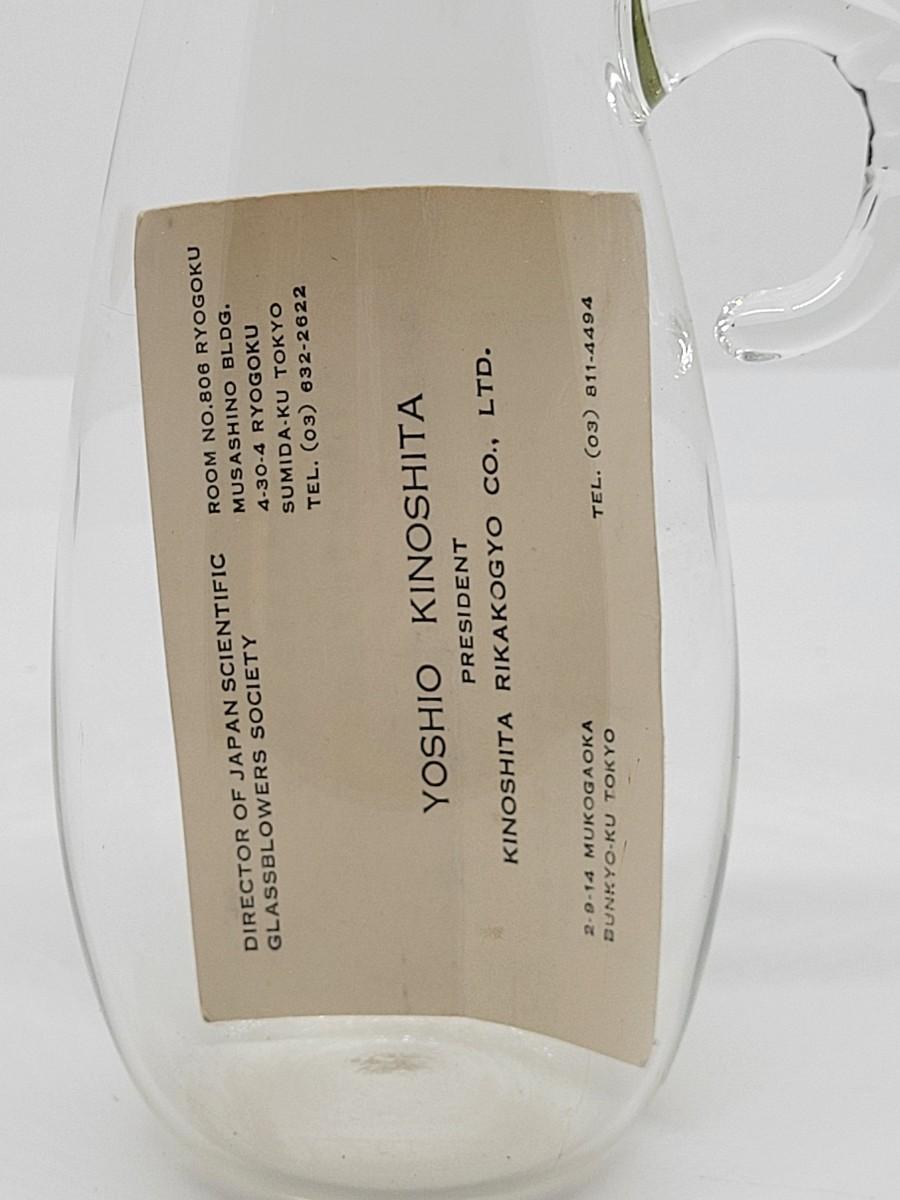 DIRECTOR OF JAPAN SCIENTIFIC
GLASSBLOWERS SOCIETY
ROOM NO.806 RYOGOKU
MUSASHINO BLDG.
4-30-4 RYOGOKU
SUMIDA-KU TOKYO
TEL. (03) 632-2622
YOSHIO KINOSHITA
PRESIDENT
KINOSHITA RIKAKOGYO CO., LTD.
2-9-14 MUKOGAOKA
BUNKYO-KU TOKYO
TEL. (03) 811-4494